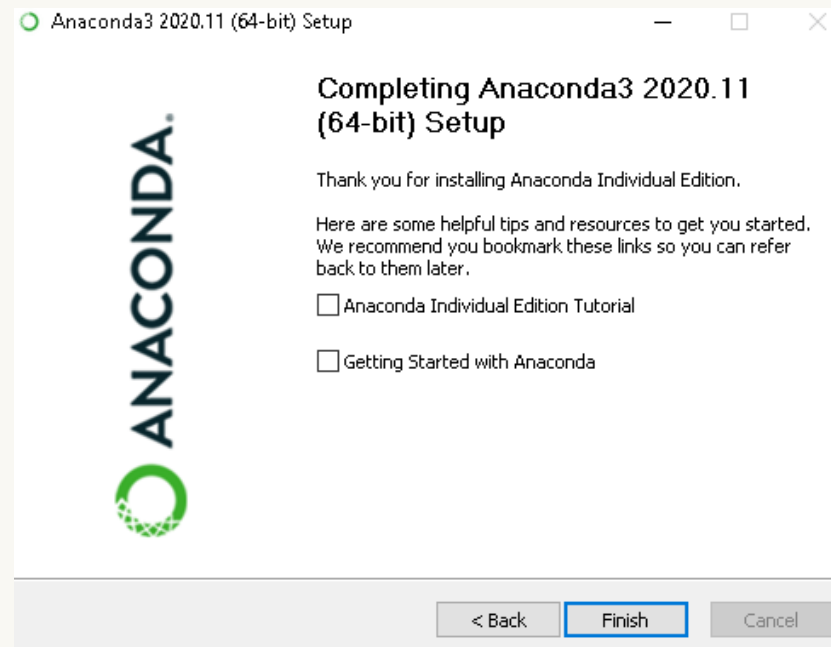 Anaconda3 2020.11 (64-bit) Setup
ANACONDA.
Completing Anaconda3 2020.11
(64-bit) Setup
Thank you for installing Anaconda Individual Edition.
Here are some helpful tips and resources to get you started.
We recommend you bookmark these links so you can refer
back to them later.
Anaconda Individual Edition Tutorial
Getting Started with Anaconda
< Back
Finish
Cancel